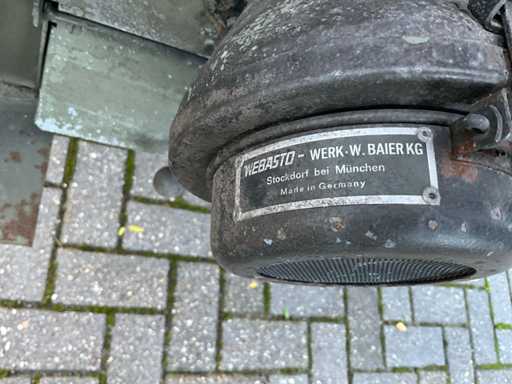 WEBASTO - WERK · W. BAIER KG
Stockdorf bei München
Made in Germany